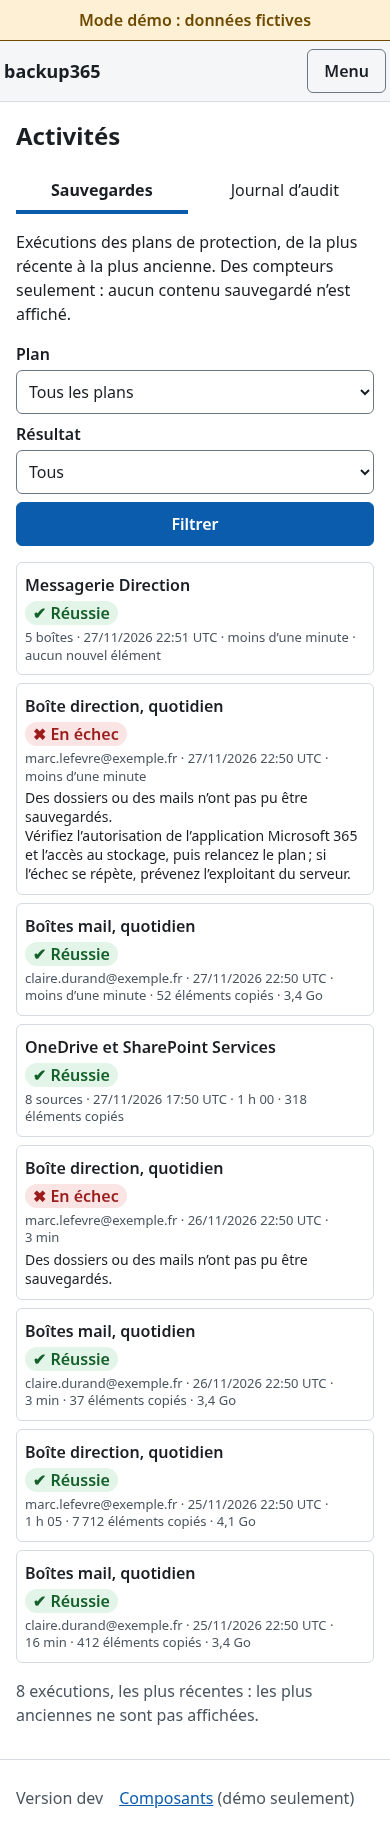 Mode démo : données fictives
backup365
Menu
Activités
Sauvegardes
Journal d’audit
Exécutions des plans de protection, de la plus
récente à la plus ancienne. Des compteurs
seulement : aucun contenu sauvegardé n’est
affiché.
Plan
Tous les plans
Résultat
Tous
Filtrer
Messagerie Direction
✔ Réussie
5 boîtes · 27/11/2026 22:51 UTC · moins d’une minute ·
aucun nouvel élément
Boîte direction, quotidien
✖ En échec
marc.lefevre@exemple.fr · 27/11/2026 22:50 UTC ·
moins d’une minute
Des dossiers ou des mails n’ont pas pu être
sauvegardés.
Vérifiez l’autorisation de l’application Microsoft 365
et l’accès au stockage, puis relancez le plan ; si
l’échec se répète, prévenez l’exploitant du serveur.
Boîtes mail, quotidien
✔ Réussie
claire.durand@exemple.fr · 27/11/2026 22:50 UTC ·
moins d’une minute · 52 éléments copiés · 3,4 Go
OneDrive et SharePoint Services
✔ Réussie
8 sources · 27/11/2026 17:50 UTC · 1 h 00 · 318
éléments copiés
Boîte direction, quotidien
✖ En échec
marc.lefevre@exemple.fr · 26/11/2026 22:50 UTC ·
3 min
Des dossiers ou des mails n’ont pas pu être
sauvegardés.
Boîtes mail, quotidien
✔ Réussie
claire.durand@exemple.fr · 26/11/2026 22:50 UTC ·
3 min · 37 éléments copiés · 3,4 Go
Boîte direction, quotidien
✔ Réussie
marc.lefevre@exemple.fr · 25/11/2026 22:50 UTC ·
1 h 05 · 7 712 éléments copiés · 4,1 Go
Boîtes mail, quotidien
✔ Réussie
claire.durand@exemple.fr · 25/11/2026 22:50 UTC ·
16 min · 412 éléments copiés · 3,4 Go
8 exécutions, les plus récentes : les plus
anciennes ne sont pas affichées.
Version dev Composants (démo seulement)